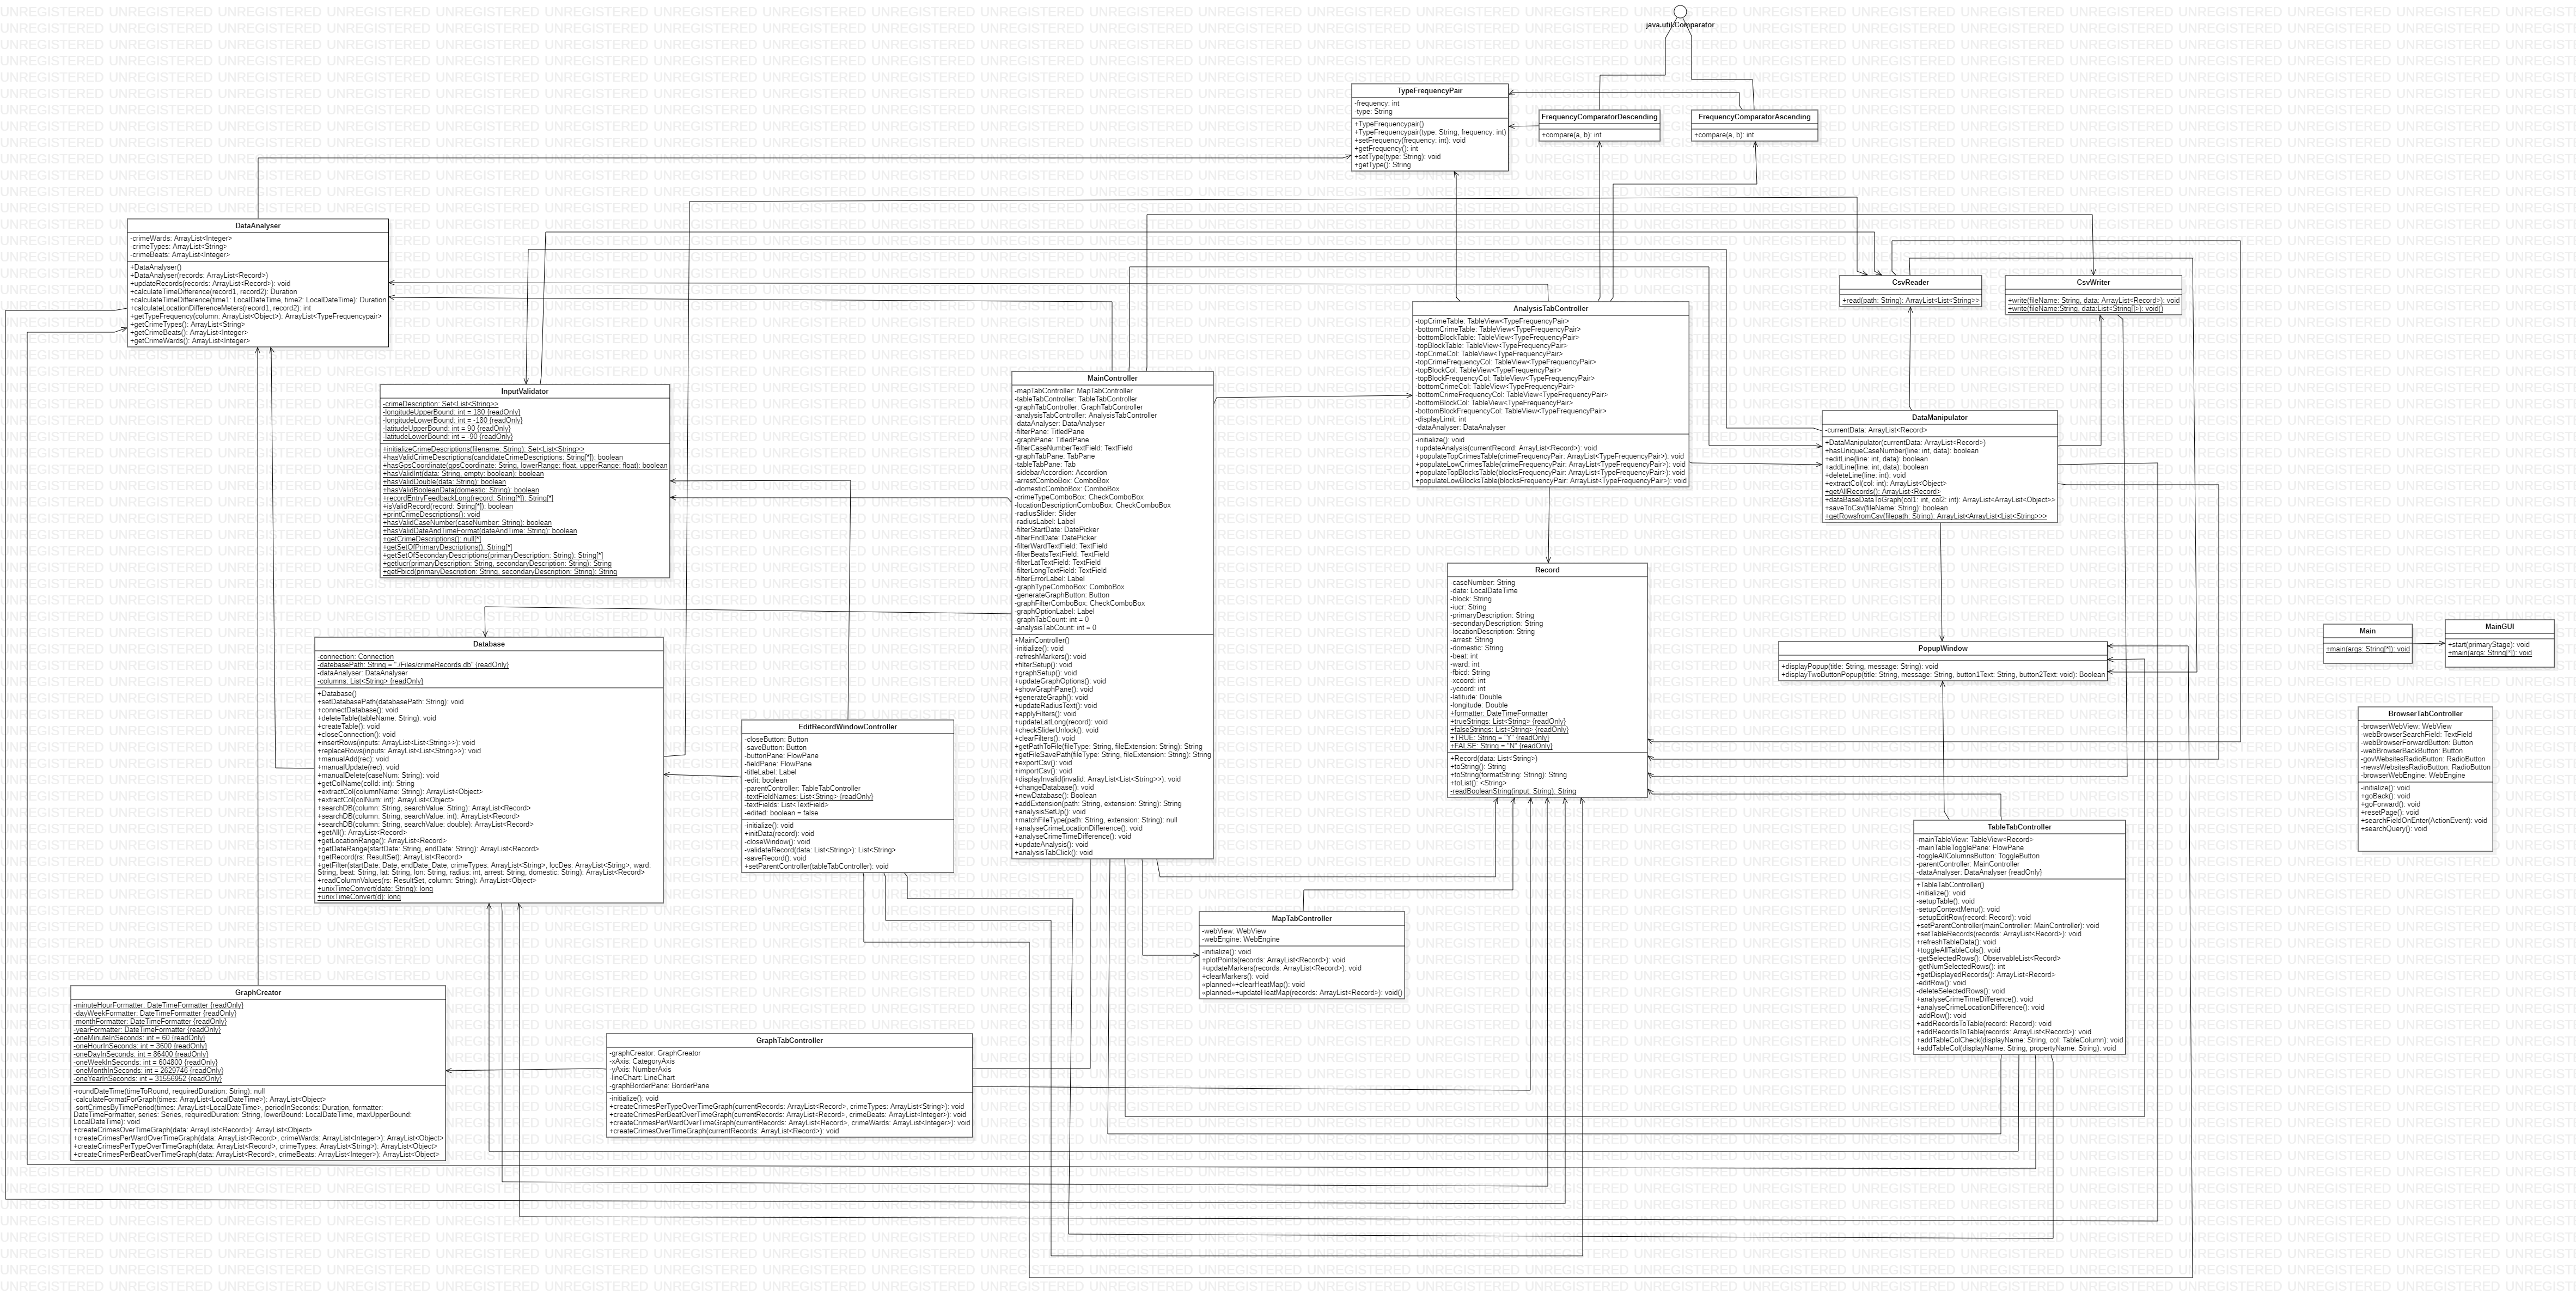 java.util.Comparator
TypeFrequencyPair
-frequency: int
-type: String
+TypeFrequencypair()
+TypeFrequencypair(type: String, frequency: int)
+setFrequency(frequency: int): void
+getFrequency(): int
+setType(type: String): void
+getType(): String
FrequencyComparatorDescending
+compare(a, b): int
FrequencyComparatorAscending
+compare(a, b): int
DataAnalyser
-crimeWards: ArrayList<Integer>
-crimeTypes: ArrayList<String>
-crimeBeats: ArrayList<Integer>
+DataAnalyser()
+DataAnalyser(records: ArrayList<Record>)
+updateRecords(records: ArrayList<Record>): void
+calculateTimeDifference(record1, record2): Duration
+calculateTimeDifference(time1: LocalDateTime, time2: LocalDateTime): Duration
+calculateLocationDifferenceMeters(record1, record2): int
+getTypeFrequency(column: ArrayList<Object>): ArrayList<TypeFrequencypair>
+getCrimeTypes(): ArrayList<String>
+getCrimeBeats(): ArrayList<Integer>
+getCrimeWards(): ArrayList<Integer>
CsvReader
+read(path: String): ArrayList<List<String>>
CsvWriter
+write(fileName: String, data: ArrayList<Record>): void
+write(fileName:String, data:List<String[]>): void()
AnalysisTabController
-topCrimeTable: TableView<TypeFrequencyPair>
-bottomCrimeTable: TableView<TypeFrequencyPair>
-bottomBlockTable: TableView<TypeFrequencyPair>
-topBlockTable: TableView<TypeFrequencyPair>
-topCrimeCol: TableView<TypeFrequencyPair>
-topCrimeFrequencyCol: TableView<TypeFrequencyPair>
-topBlockCol: TableView<TypeFrequencyPair>
-topBlockFrequencyCol: TableView<TypeFrequencyPair>
-bottomCrimeCol: TableView<TypeFrequencyPair>
-bottomCrimeFrequencyCol: TableView<TypeFrequencyPair>
-bottomBlockCol: TableView<TypeFrequencyPair>
-bottomBlockFrequencyCol: TableView<TypeFrequencyPair>
-displayLimit: int
-dataAnalyser: DataAnalyser
-initialize(): void
+updateAnalysis(currentRecord: ArrayList<Record>): void
+populateTopCrimesTable(crimeFrequencyPair: ArrayList<TypeFrequencyPair>): void
+populateLowCrimesTable(crimeFrequencyPair: ArrayList<TypeFrequencyPair>): void
+populateTopBlocksTable(blocksFrequencyPair: ArrayList<TypeFrequencyPair>): void
+populateLowBlocksTable(blocksFrequencyPair: ArrayList<TypeFrequencyPair>): void
InputValidator
-crimeDescription: Set<List<String>>
-longitudeUpperBound: int = 180 {readOnly}
-longitudeLowerBound: int = -180 {readOnly}
-latitudeUpperBound: int = 90 {readOnly}
-latitudeLowerBound: int = -90 {readOnly}
+initializeCrimeDescriptions(filename: String): Set<List<String>>
+hasValidCrimeDescriptions(candidateCrimeDescriptions: String[*]): boolean
+hasGpsCoordinate(gpsCoordinate: String, lowerRange: float, upperRange: float): boolean
+hasValidInt(data: String, empty: boolean): boolean
+hasValidDouble(data: String): boolean
+hasValidBooleanData(domestic: String): boolean
+recordEntryFeedbackLong(record: String[*]): String[*]
+isValidRecord(record: String[*]): boolean
+printCrimeDescriptions(): void
+hasValidCaseNumber(caseNumber: String): boolean
+hasValidDateAndTimeFormat(dateAndTime: String): boolean
+getCrimeDescriptions(): null[*]
+getSetOfPrimaryDescriptions(): String[*]
+getSetOfSecondaryDescriptions(primaryDescription: String): String[*]
+getIucr(primaryDescription: String, secondaryDescription: String): String
+getFbicd(primaryDescription: String, secondaryDescription: String): String
MainController
-mapTabController: MapTabController
-tableTabController: TableTabController
-graphTabController: GraphTabController
-analysisTabController: AnalysisTabController
-dataAnalyser: DataAnalyser
-filterPane: TitledPane
-graphPane: TitledPane
-filterCaseNumberTextField: TextField
-graphTabPane: TabPane
-tableTabPane: Tab
-sidebarAccordion: Accordion
-arrestComboBox: ComboBox
-domesticComboBox: ComboBox
-crimeTypeComboBox: CheckComboBox
-locationDescriptionComboBox: CheckComboBox
-radiusSlider: Slider
-radiusLabel: Label
-filterStartDate: DatePicker
-filterEndDate: DatePicker
-filterWardTextField: TextField
-filterBeatsTextField: TextField
-filterLatTextField: TextField
-filterLongTextField: TextField
-filterErrorLabel: Label
-graphTypeComboBox: ComboBox
-generateGraphButton: Button
-graphFilterComboBox: CheckComboBox
-graphOptionLabel: Label
-graphTabCount: int = 0
-analysisTabCount: int = 0
+MainController()
-initialize(): void
-refreshMarkers(): void
+filterSetup(): void
+graphSetup(): void
+updateGraphOptions(): void
+showGraphPane(): void
+generateGraph(): void
+updateRadiusText(): void
+applyFilters(): void
+updateLatLong(record): void
+checkSliderUnlock(): void
+clearFilters(): void
+getPathToFile(fileType: String, fileExtension: String): String
+getFileSavePath(fileType: String, fileExtension: String): String
+exportCsv(): void
+importCsv(): void
+displayInvalid(invalid: ArrayList<List<String>>): void
+changeDatabase(): void
+newDatabase(): Boolean
+addExtension(path: String, extension: String): String
+analysisSetUp(): void
+matchFileType(path: String, extension: String): null
+analyseCrimeLocationDifference(): void
+analyseCrimeTimeDifference(): void
+updateAnalysis(): void
+analysisTabClick(): void
DataManipulator
-currentData: ArrayList<Record>
+DataManipulator(currentData: ArrayList<Record>)
+hasUniqueCaseNumber(line: int, data): boolean
+editLine(line: int, data): boolean
+addLine(line: int, data): boolean
+deleteLine(line: int): void
+extractCol(col: int): ArrayList<Object>
+getAllRecords(): ArrayList<Record>
+dataBaseDataToGraph(col1: int, col2: int): ArrayList<ArrayList<Object>>
+saveToCsv(fileName: String): boolean
+getRowsfromCsv(filepath: String): ArrayList<ArrayList<List<String>>>
Record
-caseNumber: String
-date: LocalDateTime
-block: String
-iucr: String
-primaryDescription: String
-secondaryDescription: String
-locationDescription: String
-arrest: String
-domestic: String
-beat: int
-ward: int
-fbicd: String
-xcoord: int
-ycoord: int
-latitude: Double
-longitude: Double
+formatter: DateTimeFormatter
+trueStrings: List<String> {readOnly}
+falseStrings: List<String> {readOnly}
+TRUE: String = "Y" {readOnly}
+FALSE: String = "N" {readOnly}
+Record(data: List<String>)
+toString(): String
+toString(formatString: String): String
+toList(): <String>
-readBooleanString(input: String): String
PopupWindow
+displayPopup(title: String, message: String): void
+displayTwoButtonPopup(title: String, message: String, button1Text: String, button2Text: void): Boolean
Main
+main(args: String[*]): void
MainGUI
+start(primaryStage): void
+main(args: String[*]): void
Database
-connection: Connection
-datebasePath: String = "./Files/crimeRecords.db" {readOnly}
-dataAnalyser: DataAnalyser
-columns: List<String> {readOnly}
+Database()
+setDatabasePath(databasePath: String): void
+connectDatabase(): void
+deleteTable(tableName: String): void
+createTable(): void
+closeConnection(): void
+insertRows(inputs: ArrayList<List<String>>): void
+replaceRows(inputs: ArrayList<List<String>>): void
+manualAdd(rec): void
+manualUpdate(rec): void
+manualDelete(caseNum: String): void
+getColName(colId: int): String
+extractCol(columnName: String): ArrayList<Object>
+extractCol(colNum: int): ArrayList<Object>
+searchDB(column: String, searchValue: String): ArrayList<Record>
+searchDB(column: String, searchValue: int): ArrayList<Record>
+searchDB(column: String, searchValue: double): ArrayList<Record>
+getAll(): ArrayList<Record>
+getLocationRange(): ArrayList<Record>
+getDateRange(startDate: String, endDate: String): ArrayList<Record>
+getRecord(rs: ResultSet): ArrayList<Record>
+getFilter(startDate: Date, endDate: Date, crimeTypes: ArrayList<String>, locDes: ArrayList<String>, ward:
String, beat: String, lat: String, lon: String, radius: int, arrest: String, domestic: String): ArrayList<Record>
+readColumnValues(rs: ResultSet, column: String): ArrayList<Object>
+unixTimeConvert(date: String): long
+unixTimeConvert(d): long
EditRecordWindowController
-closeButton: Button
-saveButton: Button
-buttonPane: FlowPane
-fieldPane: FlowPane
-titleLabel: Label
-edit: boolean
-parentController: TableTabController
-textFieldNames: List<String> {readOnly}
-textFields: List<TextField>
-edited: boolean = false
-initialize(): void
+initData(record): void
-closeWindow(): void
-validateRecord(data: List<String>): List<String>
-saveRecord(): void
+setParentController(tableTabController): void
BrowserTabController
-browserWebView: WebView
-webBrowserSearchField: TextField
-webBrowserForwardButton: Button
-webBrowserBackButton: Button
-govWebsitesRadioButton: RadioButton
-newsWebsitesRadioButton: RadioButton
-browserWebEngine: WebEngine
-initialize(): void
+goBack(): void
+goForward(): void
+resetPage(): void
+searchFieldOnEnter(ActionEvent): void
+searchQuery(): void
TableTabController
-mainTableView: TableView<Record>
-mainTableTogglePane: FlowPane
-toggleAllColumnsButton: ToggleButton
-parentController: MainController
-dataAnalyser: DataAnalyser {readOnly}
+TableTabController()
-initialize(): void
-setupTable(): void
-setupContextMenu(): void
-setupEditRow(record: Record): void
+setParentController(mainController: MainController): void
+setTableRecords(records: ArrayList<Record>): void
+refreshTableData(): void
+toggleAllTableCols(): void
-getSelectedRows(): ObservableList<Record>
-getNumSelectedRows(): int
+getDisplayedRecords(): ArrayList<Record>
-editRow(): void
-deleteSelectedRows(): void
+analyseCrimeTimeDifference(): void
+analyseCrimeLocationDifference(): void
-addRow(): void
+addRecordsToTable(record: Record): void
+addRecordsToTable(records: ArrayList<Record>): void
+addTableColCheck(displayName: String, col: TableColumn): void
+addTableCol(displayName: String, propertyName: String): void
MapTabController
-webView: WebView
-webEngine: WebEngine
-initialize(): void
+plotPoints(records: ArrayList<Record>): void
+updateMarkers(records: ArrayList<Record>): void
+clearMarkers(): void
«planned»+clearHeatMap(): void
«planned»+updateHeatMap(records: ArrayList<Record>): void()
GraphCreator
-minuteHourFormatter: DateTimeFormatter {readOnly}
-dayWeekFormatter: DateTimeFormatter {readOnly}
-monthFormatter: DateTimeFormatter {readOnly}
-yearFormatter: DateTimeFormatter {readOnly}
-oneMinuteInSeconds: int = 60 {readOnly}
-oneHourInSeconds: int = 3600 {readOnly}
-oneDayInSeconds: int = 86400 {readOnly}
-oneWeekInSeconds: int = 604800 {readOnly}
-oneMonthInSeconds: int = 2629746 {readOnly}
-oneYearInSeconds: int = 31556952 {readOnly}
-roundDateTime(timeToRound, requiredDuration: String): null
-calculateFormatForGraph(times: ArrayList<LocalDateTime>): ArrayList<Object>
-sortCrimesByTimePeriod(times: ArrayList<LocalDateTime>, periodInSeconds: Duration, formatter:
DateTimeFormatter, series: Series, requiredDuration: String, lowerBound: LocalDateTime, maxUpperBound:
LocalDateTime): void
+createCrimesOverTimeGraph(data: ArrayList<Record>): ArrayList<Object>
+createCrimesPerWardOverTimeGraph(data: ArrayList<Record>, crimeWards: ArrayList<Integer>): ArrayList<Object>
+createCrimesPerTypeOverTimeGraph(data: ArrayList<Record>, crimeTypes: ArrayList<String>): ArrayList<Object>
+createCrimesPerBeatOverTimeGraph(data: ArrayList<Record>, crimeBeats: ArrayList<Integer>): ArrayList<Object>
GraphTabController
-graphCreator: GraphCreator
-xAxis: CategoryAxis
-yAxis: NumberAxis
-lineChart: LineChart
-graphBorderPane: BorderPane
-initialize(): void
+createCrimesPerTypeOverTimeGraph(currentRecords: ArrayList<Record>, crimeTypes: ArrayList<String>): void
+createCrimesPerBeatOverTimeGraph(currentRecords: ArrayList<Record>, crimeBeats: ArrayList<Integer>): void
+createCrimesPerWardOverTimeGraph(currentRecords: ArrayList<Record>, crimeWards: ArrayList<Integer>): void
+createCrimesOverTimeGraph(currentRecords: ArrayList<Record>): void